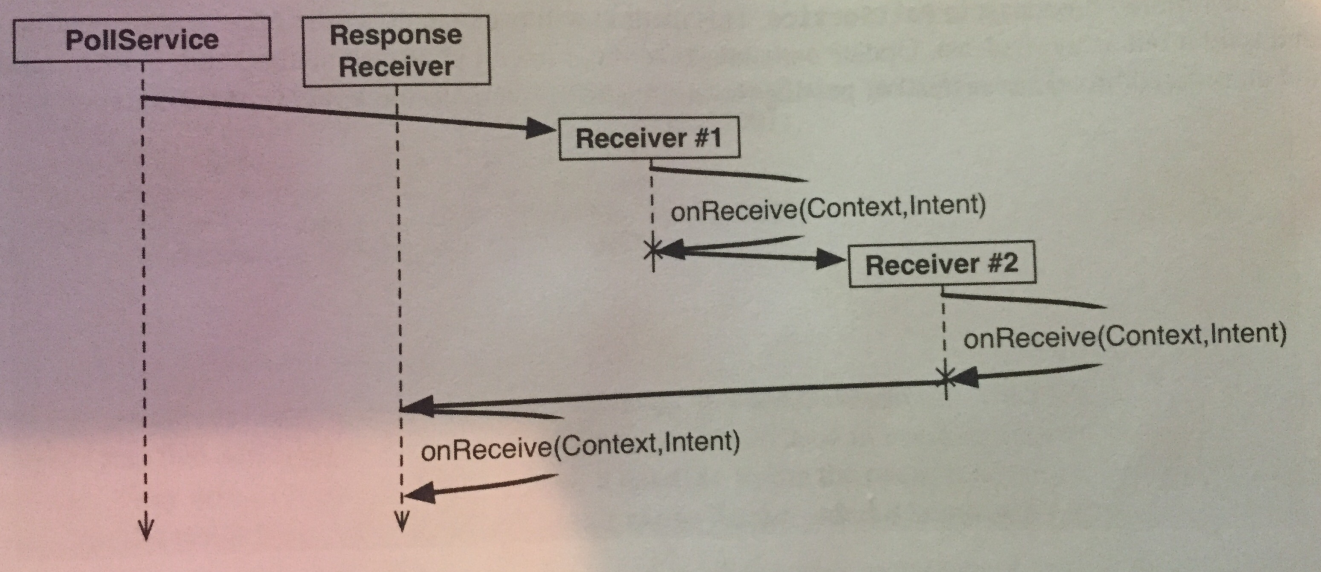 PollService
Response
Receiver
Receiver #1
onReceive(Context,Intent)
Receiver #2
onReceive(Context,Intent)
onReceive(Context,Intent)